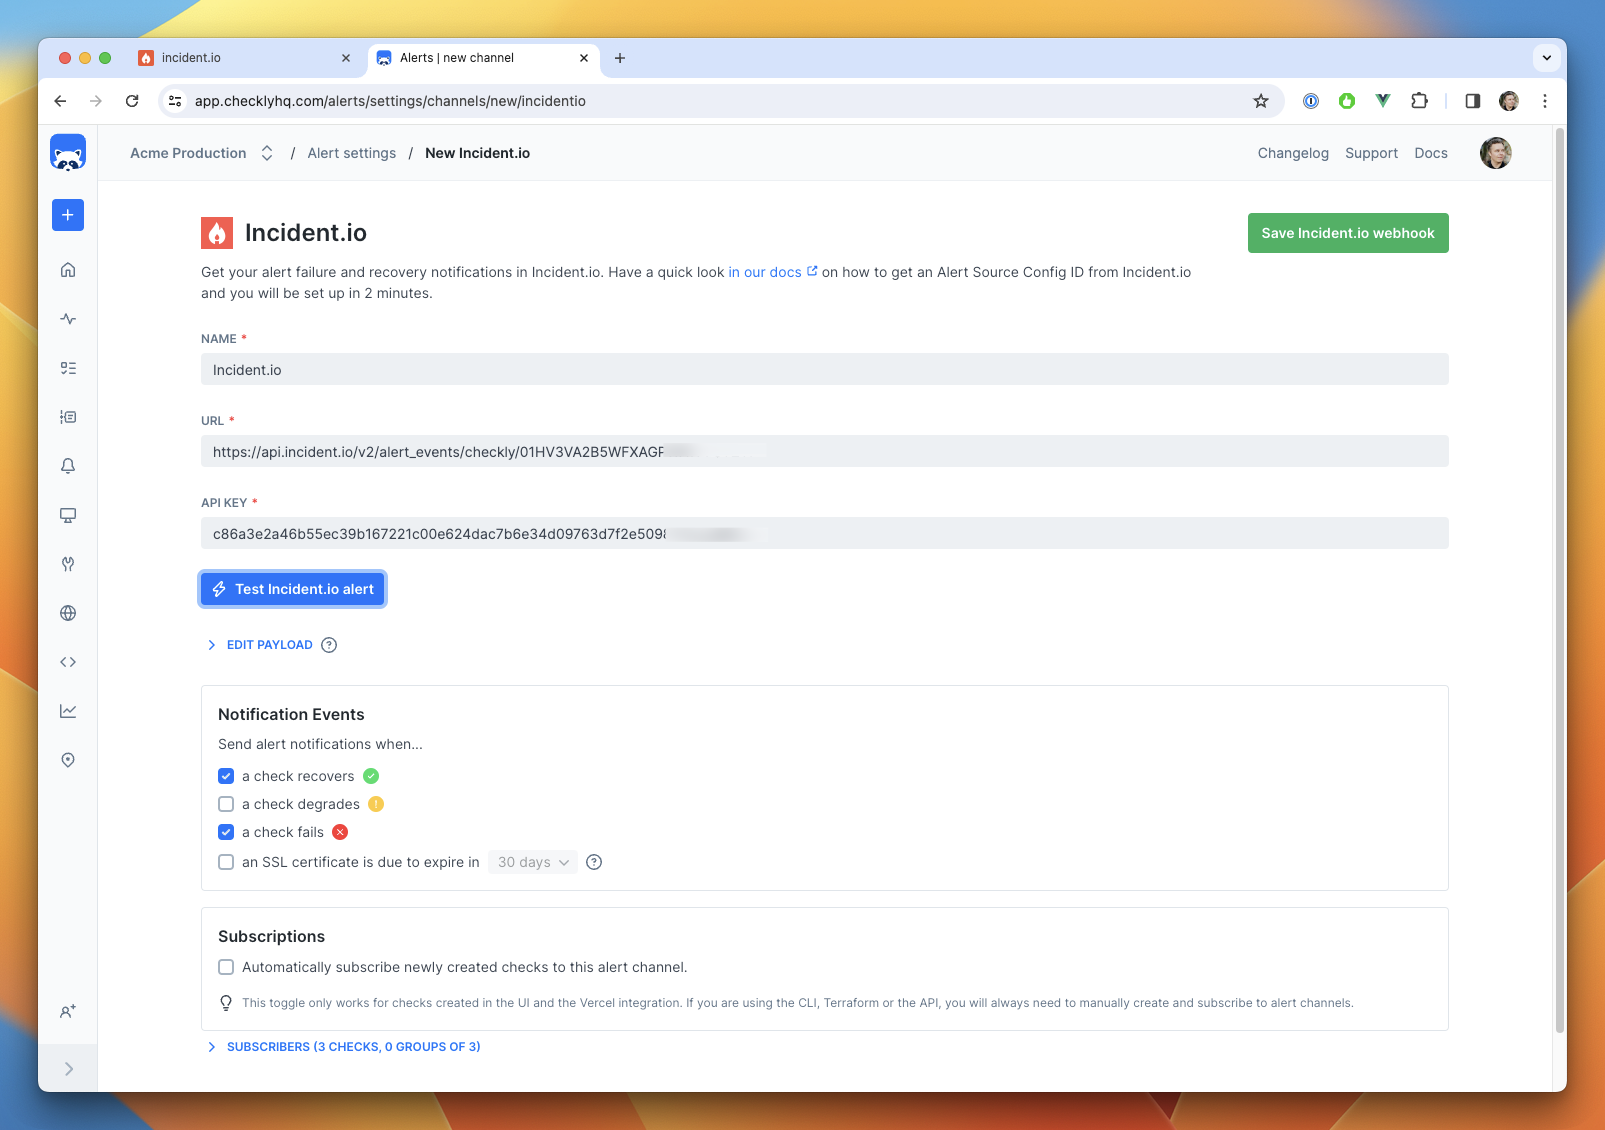 incident.io
Alerts | new channel
app.checklyhq.com/alerts/settings/channels/new/incidentio
Acme Production / Alert settings / New Incident.io
Changelog Support Docs
Incident.io
Save Incident.io webhook
Get your alert failure and recovery notifications in Incident.io. Have a quick look in our docs on how to get an Alert Source Config ID from Incident.io
and you will be set up in 2 minutes.
NAME *
Incident.io
URL *
https://api.incident.io/v2/alert_events/checkly/01HV3VA2B5WFXAGP
API KEY *
c86a3e2a46b55ec39b167221c00e624dac7b6e34d09763d7f2e509
Test Incident.io alert
EDIT PAYLOAD ?
Notification Events
Send alert notifications when...
a check recovers
a check degrades !
a check fails
an SSL certificate is due to expire in 30 days ?
Subscriptions
Automatically subscribe newly created checks to this alert channel.
This toggle only works for checks created in the UI and the Vercel integration. If you are using the CLI, Terraform or the API, you will always need to manually create and subscribe to alert channels.
SUBSCRIBERS (3 CHECKS, 0 GROUPS OF 3)